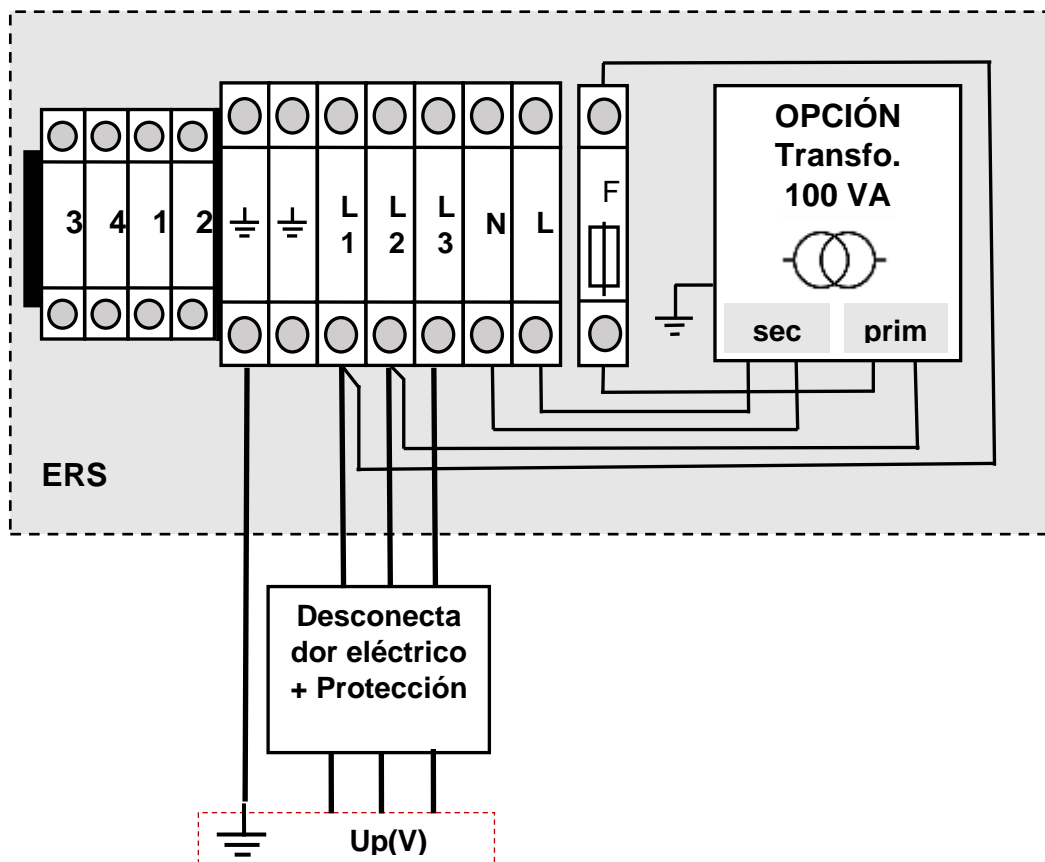 OPCIÓN
Transfo.
100 VA
F
3 4 1 2
L L L N L
1 2 3
sec prim
ERS
Desconecta
dor eléctrico
+ Protección
Up(V)